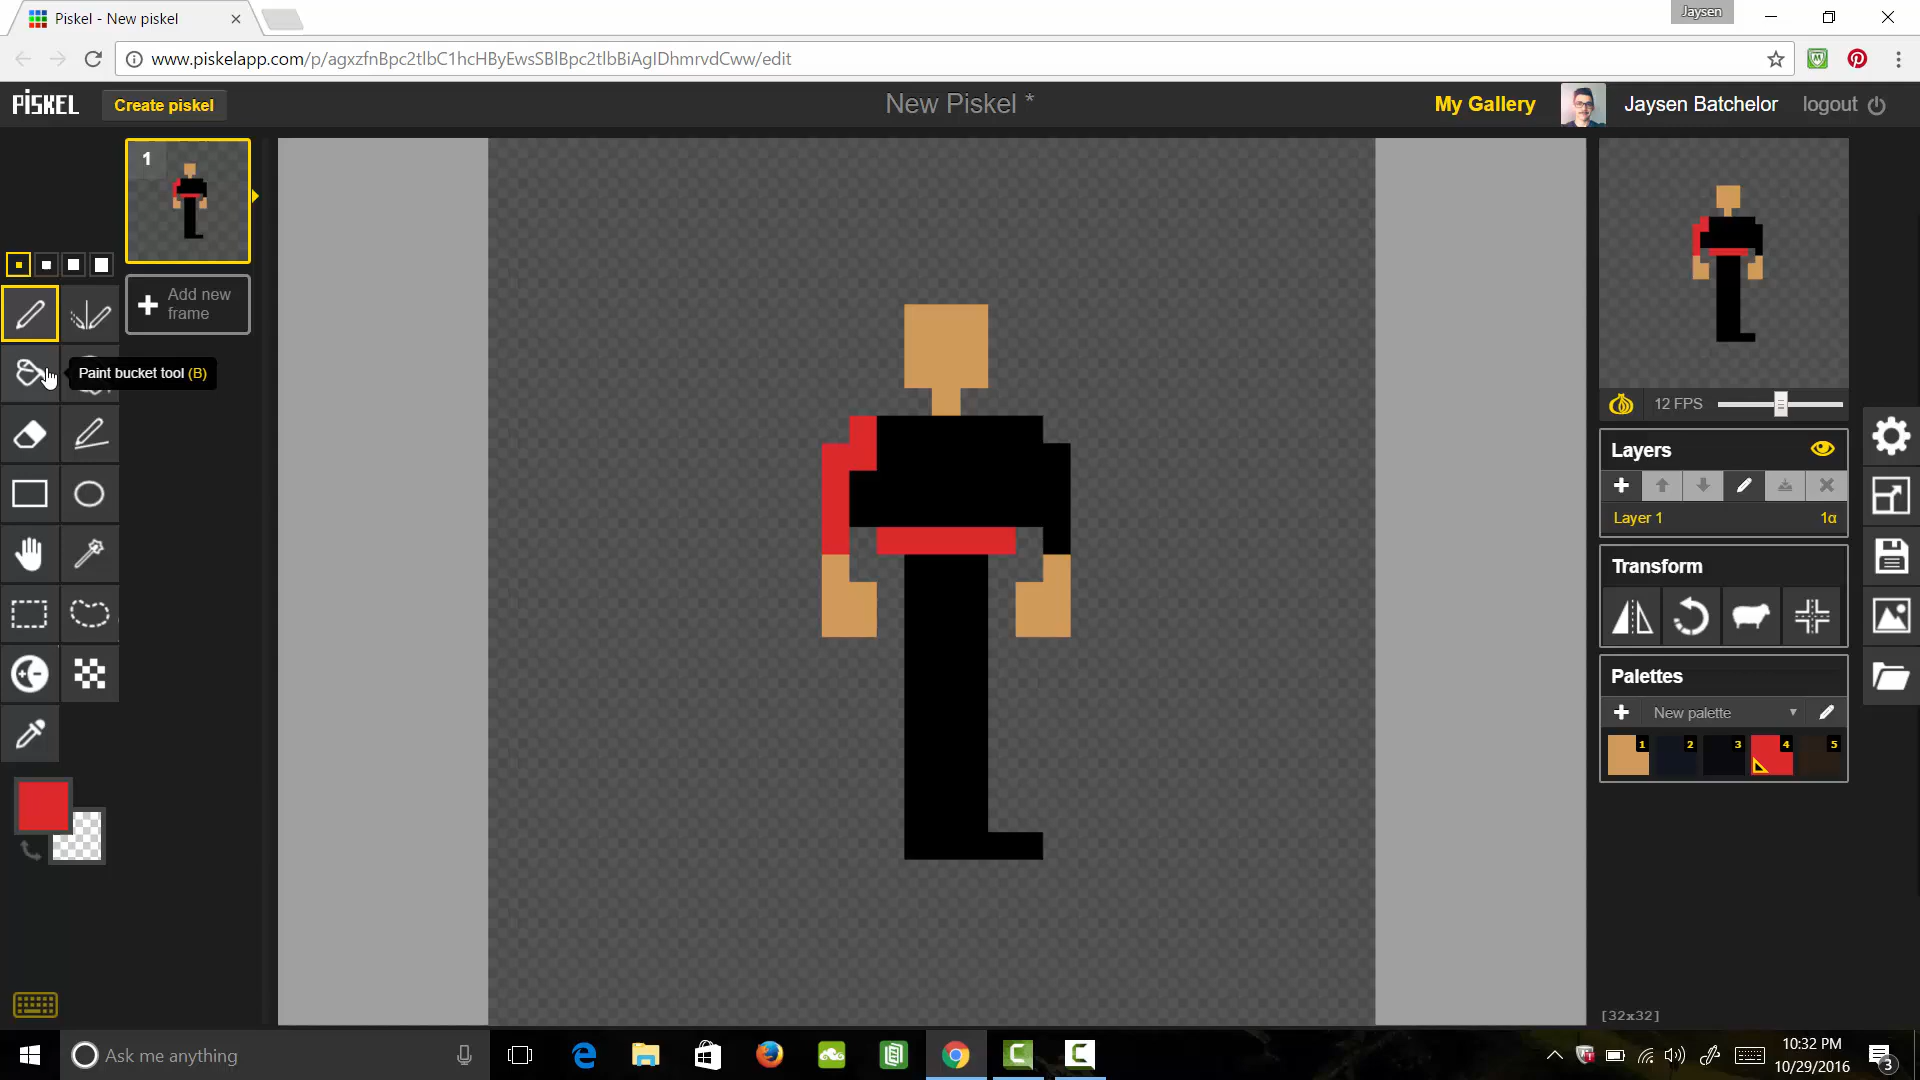 Piskel - New piskel
Jaysen
www.piskelapp.com/p/agxzfnBpc2tlbC1hcHByEwsSBlBpc2tlbBiAgIDhmrvdCww/edit
PISKEL
Create piskel
New Piskel *
My Gallery
Jaysen Batchelor
logout
1
Add new
frame
Paint bucket tool (B)
12 FPS
Layers
Layer 1
1α
Transform
Palettes
New palette
1
2
3
4
5
[32x32]
Ask me anything
10:32 PM
10/29/2016
3